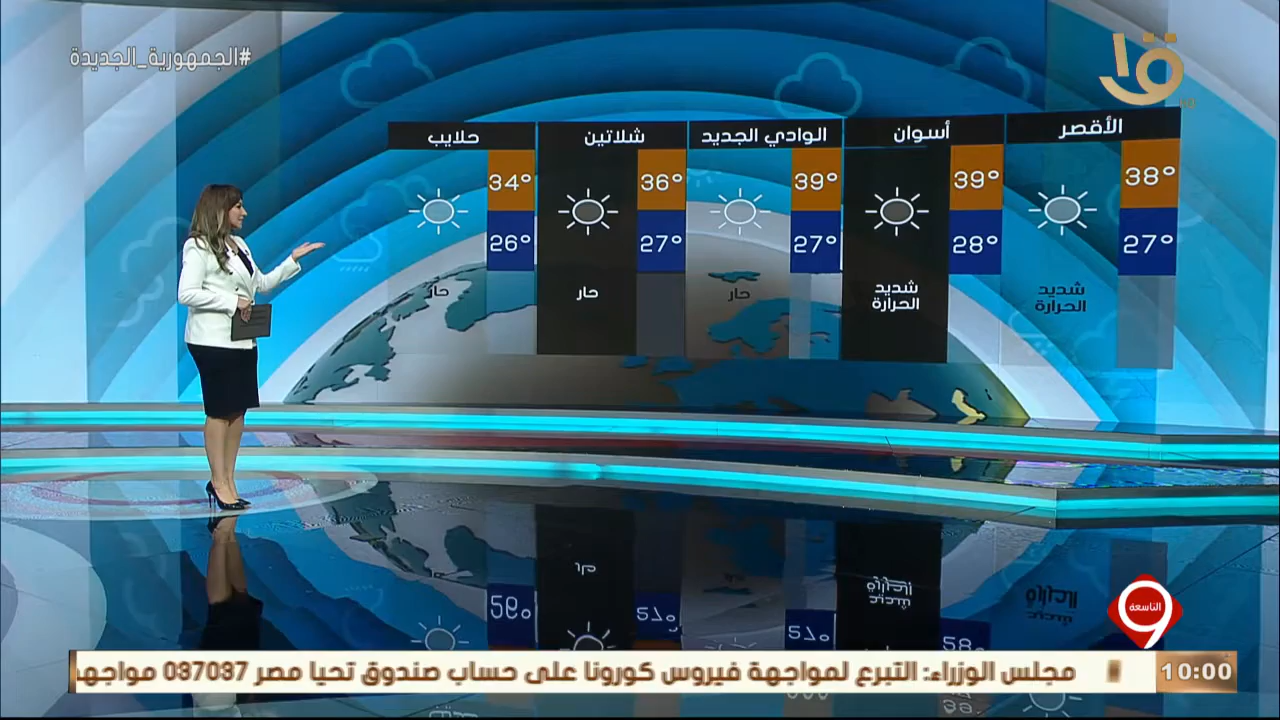 #الجمهورية_الجديدة
الأقصر
38°
27°
شديد
الحرارة
أسوان
39°
28°
شديد
الحرارة
الوادي الجديد
39°
27°
حار
شلاتين
36°
27°
حار
حلايب
34°
26°
حار
التاسعة
9
10:00
مجلس الوزراء: التبرع لمواجهة فيروس كورونا على حساب صندوق تحيا مصر 037037 مواجه